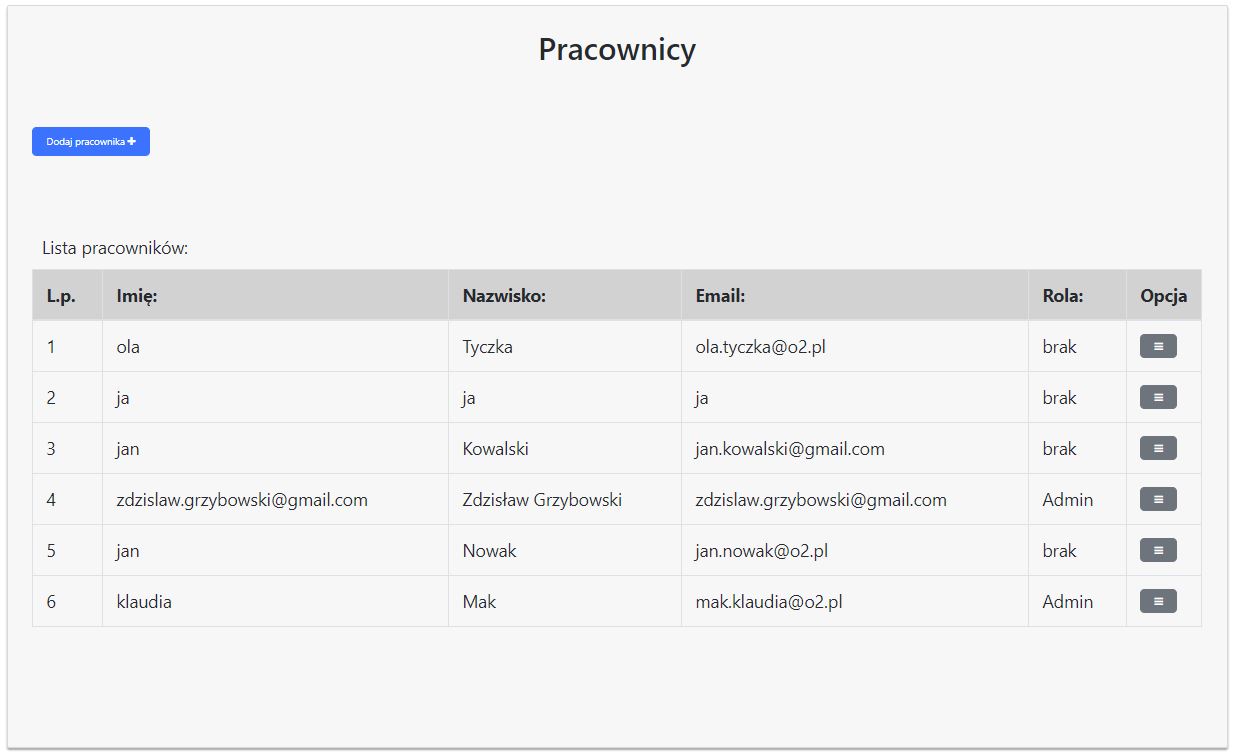 Pracownicy
Dodaj pracownika +
Lista pracowników:
L.p. Imię: Nazwisko: Email: Rola: Opcja
1 ola Tyczka ola.tyczka@o2.pl brak
2 ja ja ja brak
3 jan Kowalski jan.kowalski@gmail.com brak
4 zdzislaw.grzybowski@gmail.com Zdzisław Grzybowski zdzislaw.grzybowski@gmail.com Admin
5 jan Nowak jan.nowak@o2.pl brak
6 klaudia Mak mak.klaudia@o2.pl Admin